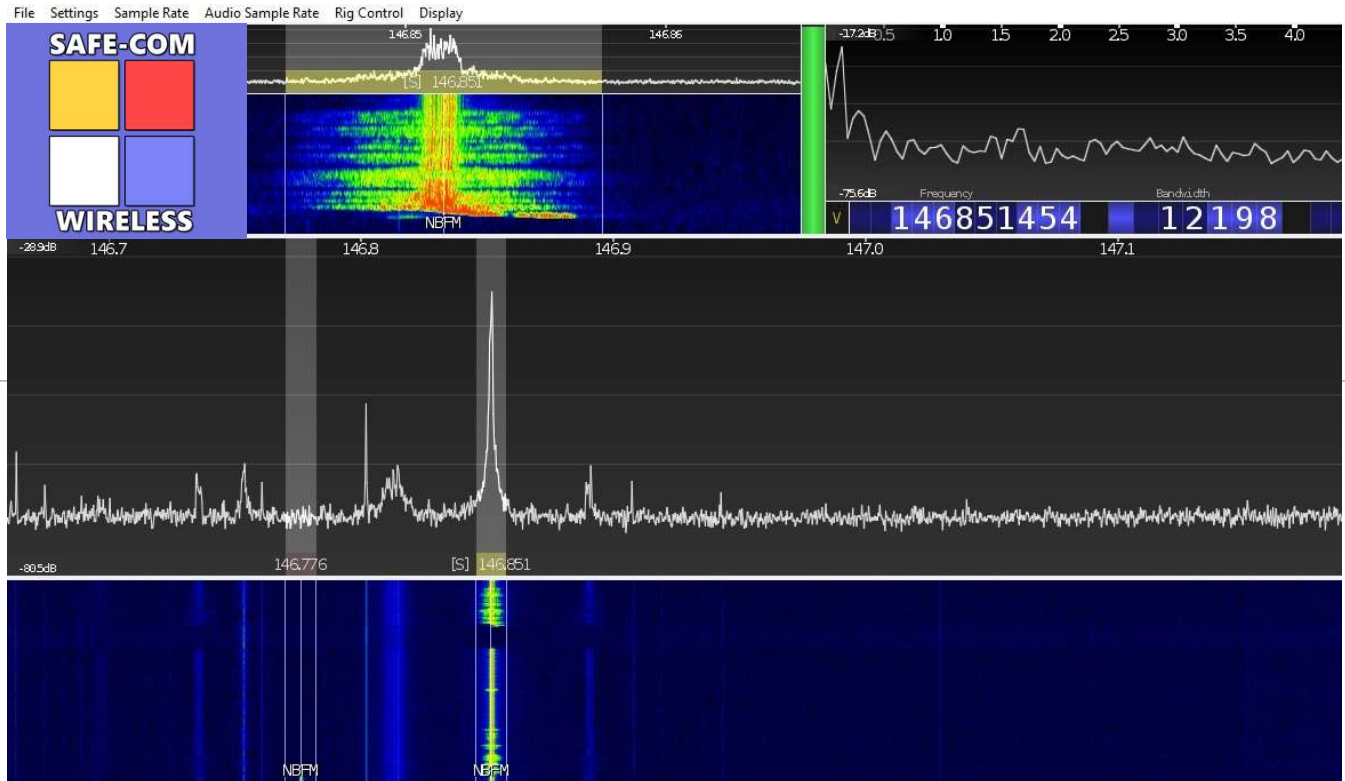 File Settings Sample Rate Audio Sample Rate Rig Control Display
SAFE-COM
WIRELESS
146.85 146.86
[S] 146.851
NBFM
-17.2dB 0.5 1.0 1.5 2.0 2.5 3.0 3.5 4.0
-75.6dB Frequency Bandwidth
V 146851454 12198
-28.9dB 146.7 146.8 146.9 147.0 147.1
-80.5dB 146.776 [S] 146.851
NBFM NBFM